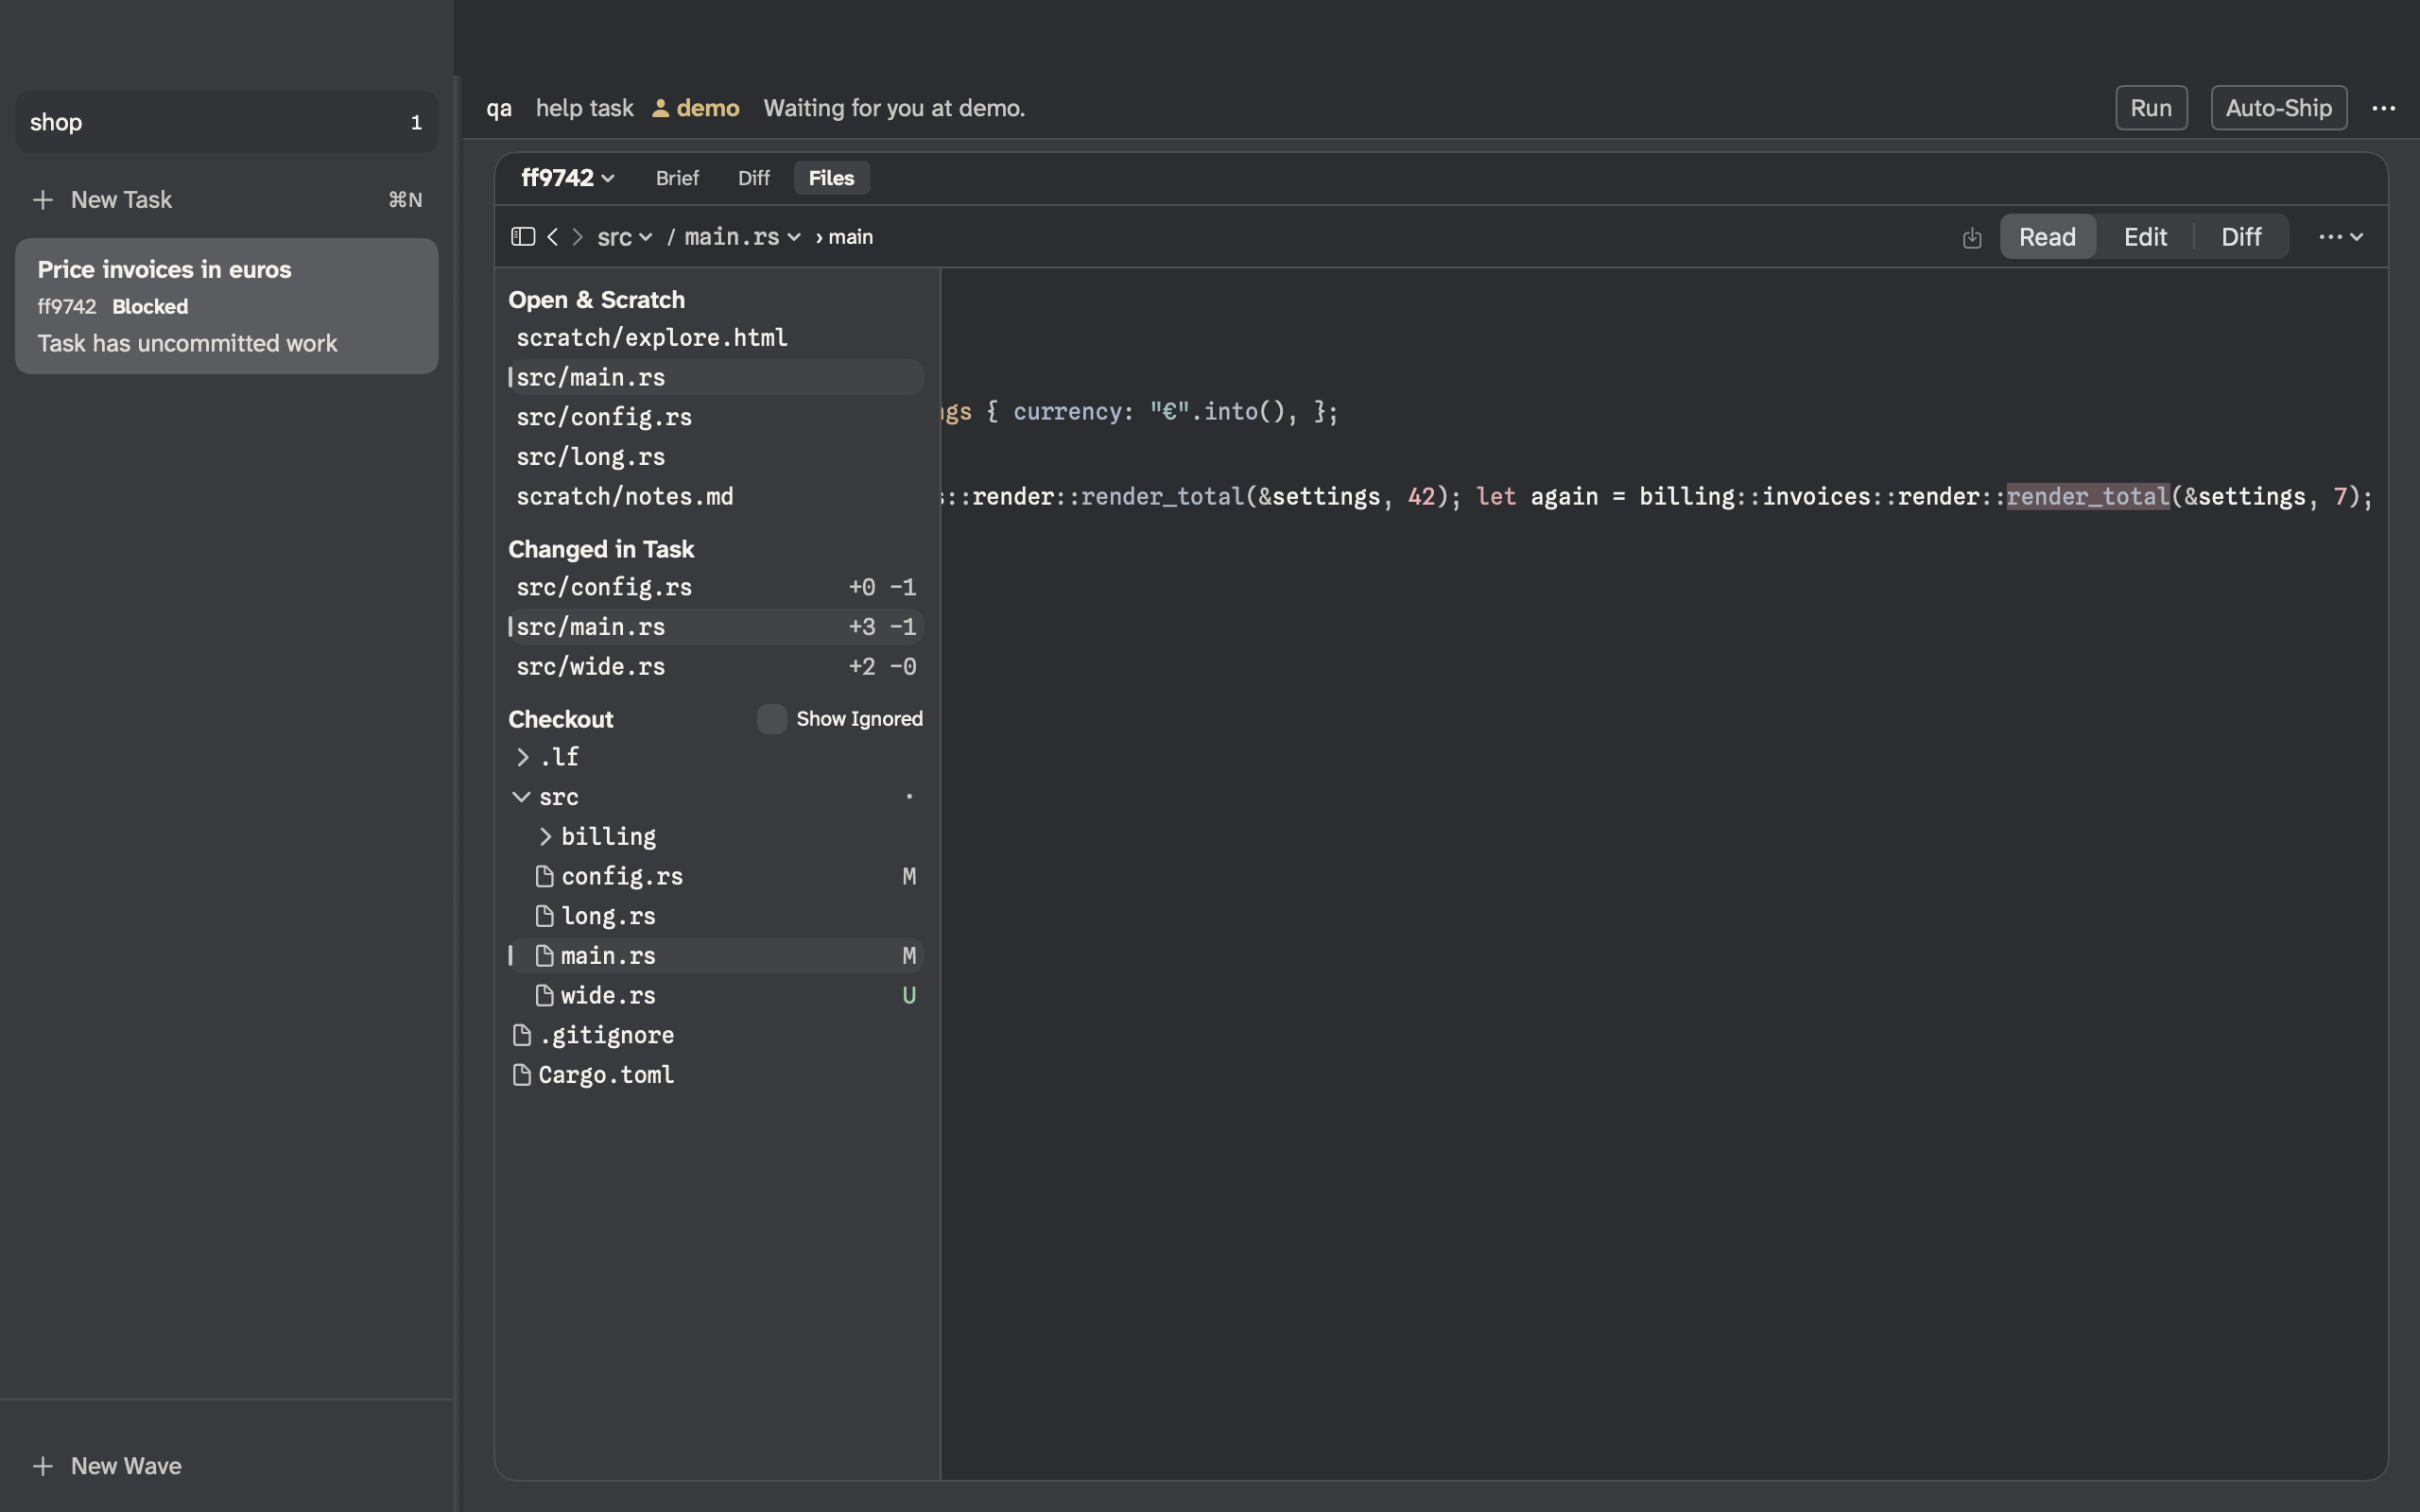 shop 1
New Task ⌘N
Price invoices in euros
ff9742 Blocked
Task has uncommitted work
New Wave
qa help task demo Waiting for you at demo.
Run Auto-Ship ···
ff9742 Brief Diff Files
src / main.rs › main
Read Edit Diff ···
Open & Scratch
scratch/explore.html
src/main.rs
src/config.rs
src/long.rs
scratch/notes.md
Changed in Task
src/config.rs +0 −1
src/main.rs +3 −1
src/wide.rs +2 −0
Checkout Show Ignored
.lf
src ·
billing
config.rs M
long.rs
main.rs M
wide.rs U
.gitignore
Cargo.toml
gs { currency: "€".into(), };
::render::render_total(&settings, 42); let again = billing::invoices::render::render_total(&settings, 7);